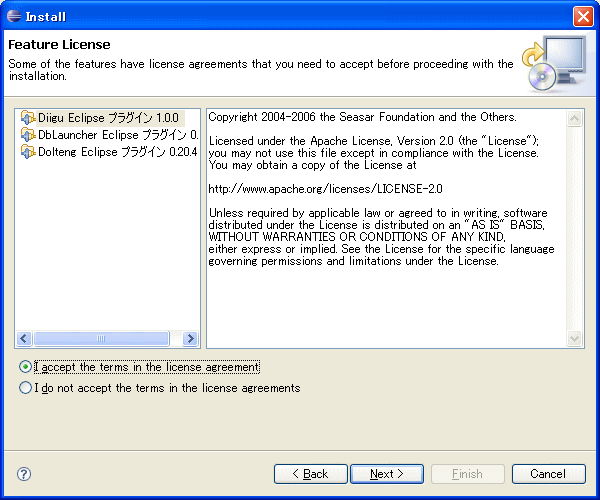 Install
Feature License
Some of the features have license agreements that you need to accept before proceeding with the
installation.
Diigu Eclipse プラグイン 1.0.0
DbLauncher Eclipse プラグイン 0.
Dolteng Eclipse プラグイン 0.20.4
Copyright 2004-2006 the Seasar Foundation and the Others.
Licensed under the Apache License, Version 2.0 (the "License");
you may not use this file except in compliance with the License.
You may obtain a copy of the License at
http://www.apache.org/licenses/LICENSE-2.0
Unless required by applicable law or agreed to in writing, software
distributed under the License is distributed on an "AS IS" BASIS,
WITHOUT WARRANTIES OR CONDITIONS OF ANY KIND,
either express or implied. See the License for the specific language
governing permissions and limitations under the License.
I accept the terms in the license agreement
I do not accept the terms in the license agreements
?
< Back
Next >
Finish
Cancel